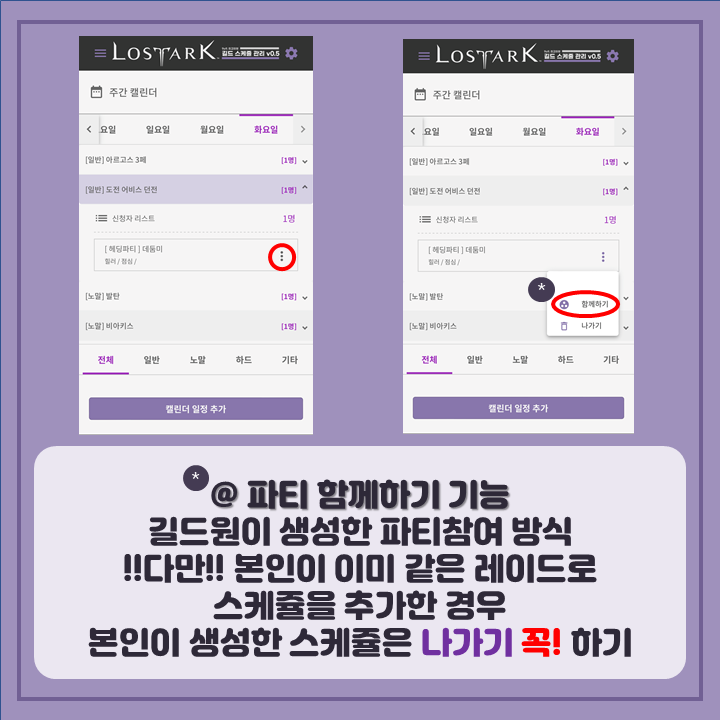 LOSTARK
길드 스케쥴 관리 v0.5
주간 캘린더
요일 일요일 월요일 화요일
[일반] 아르고스 3페 [1명]
[일반] 도전 어비스 던전 [1명]
신청자 리스트 1명
[ 헤딩파티 ] 데둠미
힐러 / 점심 /
[노말] 발탄 [1명]
[노말] 비아키스 [1명]
전체 일반 노말 하드 기타
캘린더 일정 추가
LOSTARK
길드 스케쥴 관리 v0.5
주간 캘린더
요일 일요일 월요일 화요일
[일반] 아르고스 3페 [1명]
[일반] 도전 어비스 던전 [1명]
신청자 리스트 1명
[ 헤딩파티 ] 데둠미
힐러 / 점심 /
[노말] 발탄
* 함께하기
[노말] 비아키스
나가기
전체 일반 노말 하드 기타
캘린더 일정 추가
*@ 파티 함께하기 기능
길드원이 생성한 파티참여 방식
!!다만!! 본인이 이미 같은 레이드로
스케쥴을 추가한 경우
본인이 생성한 스케쥴은 나가기 꼭! 하기